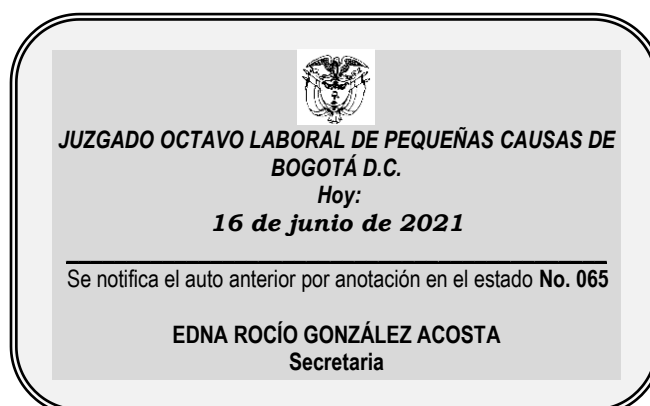 JUZGADO OCTAVO LABORAL DE PEQUEÑAS CAUSAS DE
BOGOTÁ D.C.
Hoy:
16 de junio de 2021
Se notifica el auto anterior por anotación en el estado No. 065
EDNA ROCÍO GONZÁLEZ ACOSTA
Secretaria